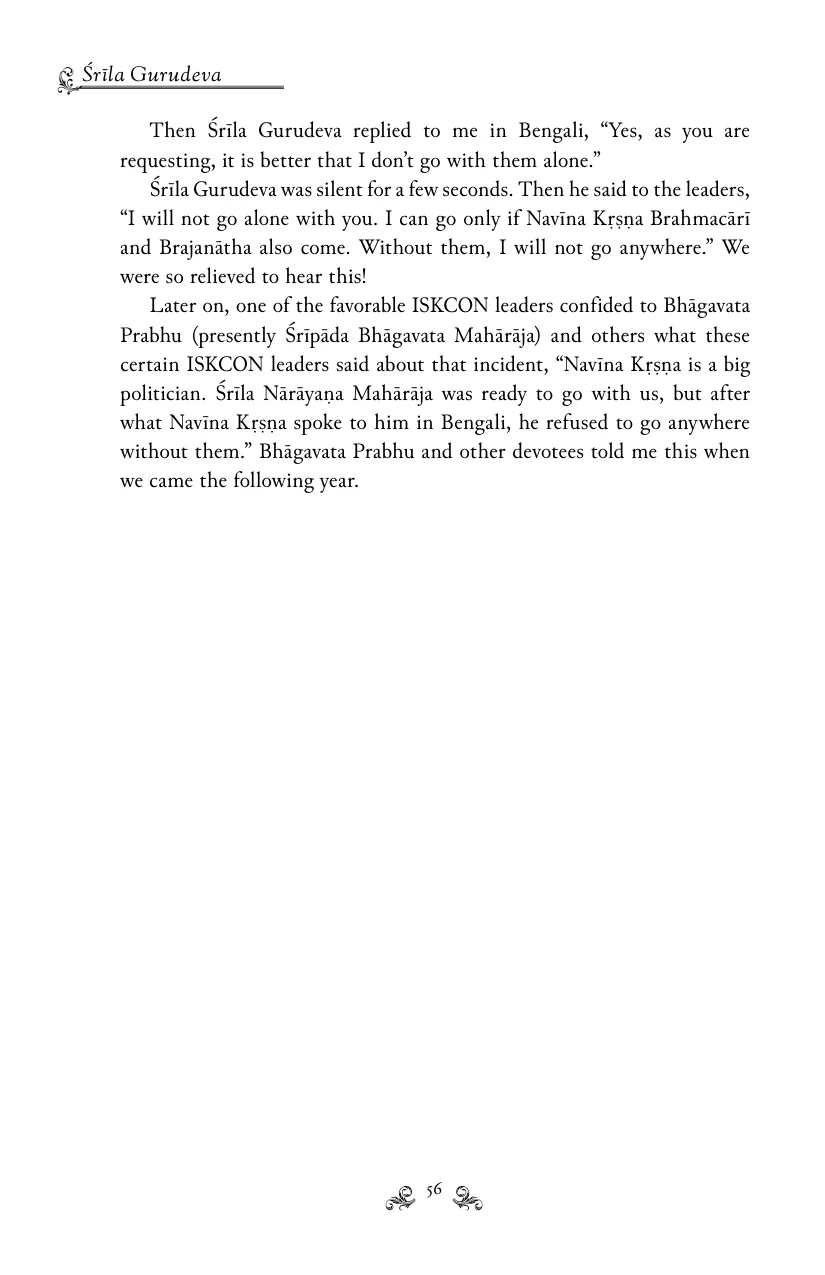 Śrīla Gurudeva
Then Śrīla Gurudeva replied to me in Bengali, “Yes, as you are
requesting, it is better that I don’t go with them alone.”
Śrīla Gurudeva was silent for a few seconds. Then he said to the leaders,
“I will not go alone with you. I can go only if Navīna Kṛṣṇa Brahmacārī
and Brajanātha also come. Without them, I will not go anywhere.” We
were so relieved to hear this!
Later on, one of the favorable ISKCON leaders confided to Bhāgavata
Prabhu (presently Śrīpāda Bhāgavata Mahārāja) and others what these
certain ISKCON leaders said about that incident, “Navīna Kṛṣṇa is a big
politician. Śrīla Nārāyaṇa Mahārāja was ready to go with us, but after
what Navīna Kṛṣṇa spoke to him in Bengali, he refused to go anywhere
without them.” Bhāgavata Prabhu and other devotees told me this when
we came the following year.
56